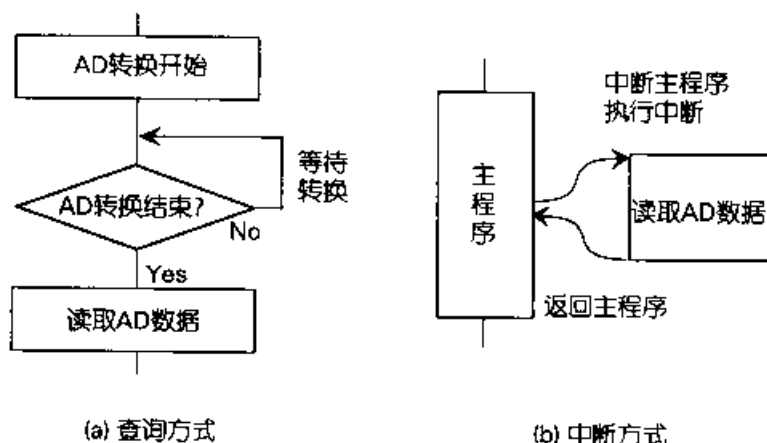 AD转换开始
等待
转换
AD转换结束?
No
Yes
读取AD数据
(a) 查询方式
中断主程序
执行中断
主
程
序
读取AD数据
返回主程序
(b) 中断方式